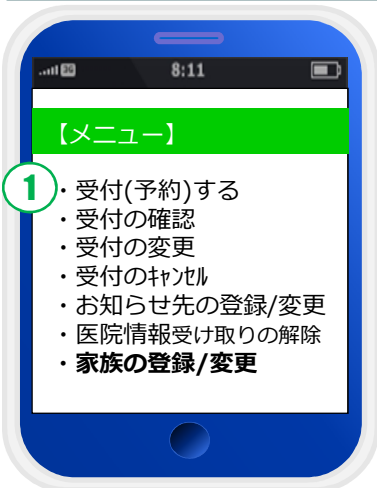 3G 8:11
【メニュー】
1
・受付(予約)する
・受付の確認
・受付の変更
・受付のｷｬﾝｾﾙ
・お知らせ先の登録/変更
・医院情報受け取りの解除
・家族の登録/変更